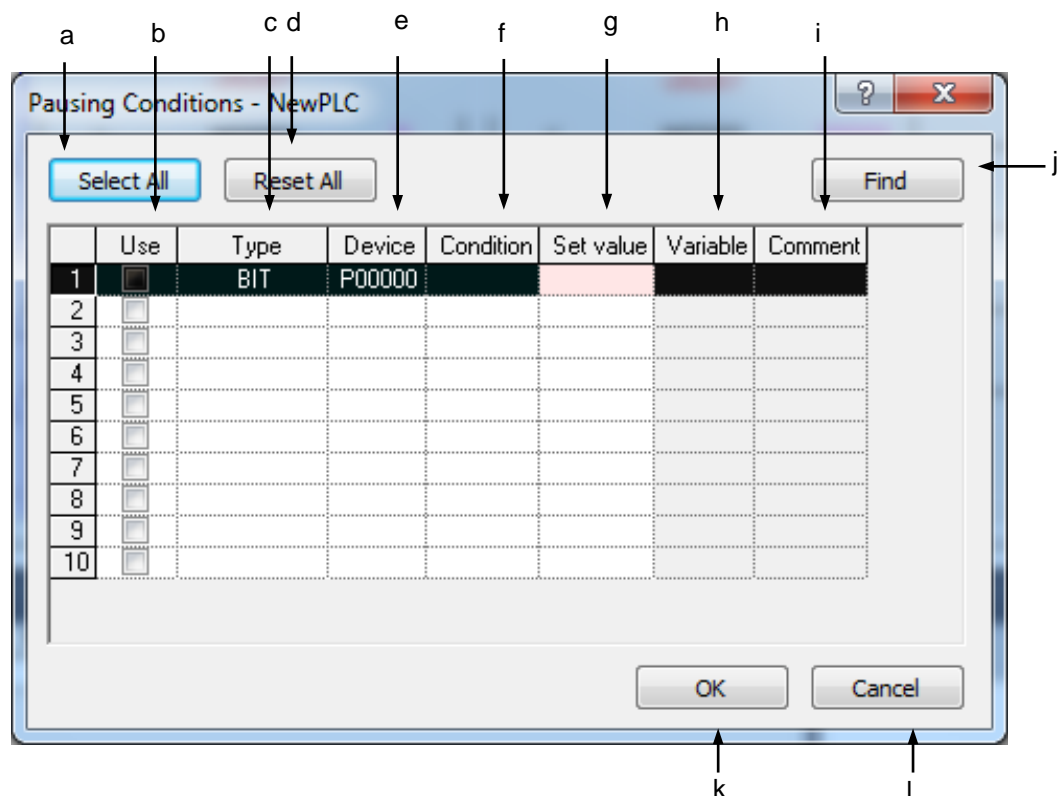 a b c d e f g h i
Pausing Conditions - NewPLC ? X
Select All Reset All Find j
Use Type Device Condition Set value Variable Comment
1 BIT P00000
2
3
4
5
6
7
8
9
10
OK Cancel
k l